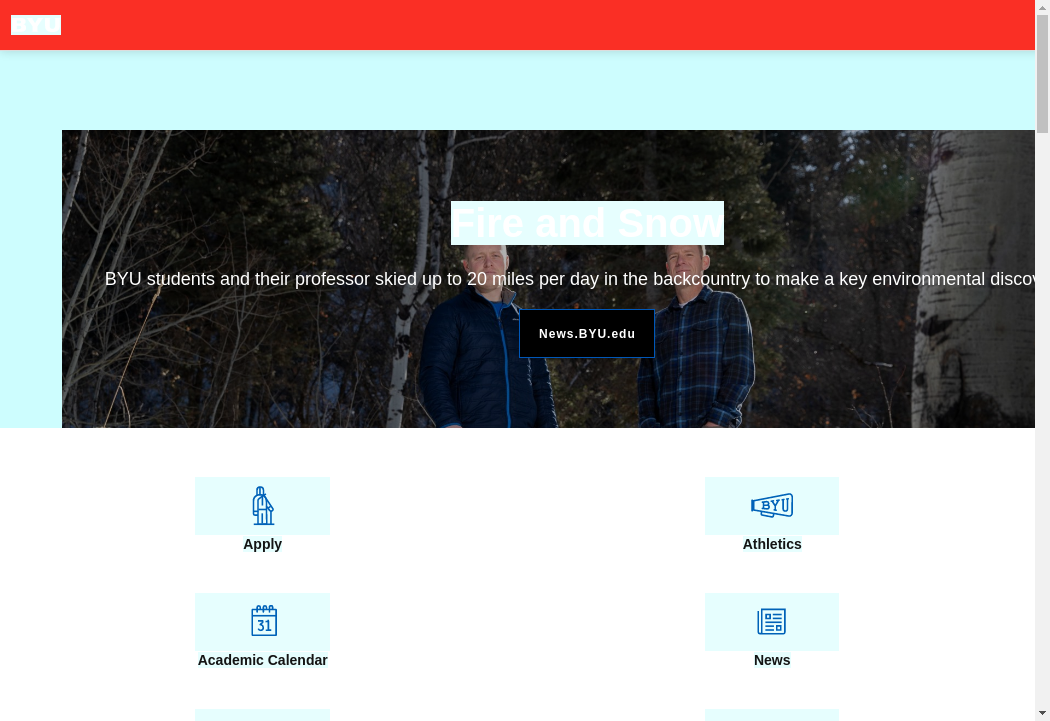 BYU
Fire and Snow
BYU students and their professor skied up to 20 miles per day in the backcountry to make a key environmental
News.BYU.edu
BYU
Apply
Athletics
31
Academic Calendar
News